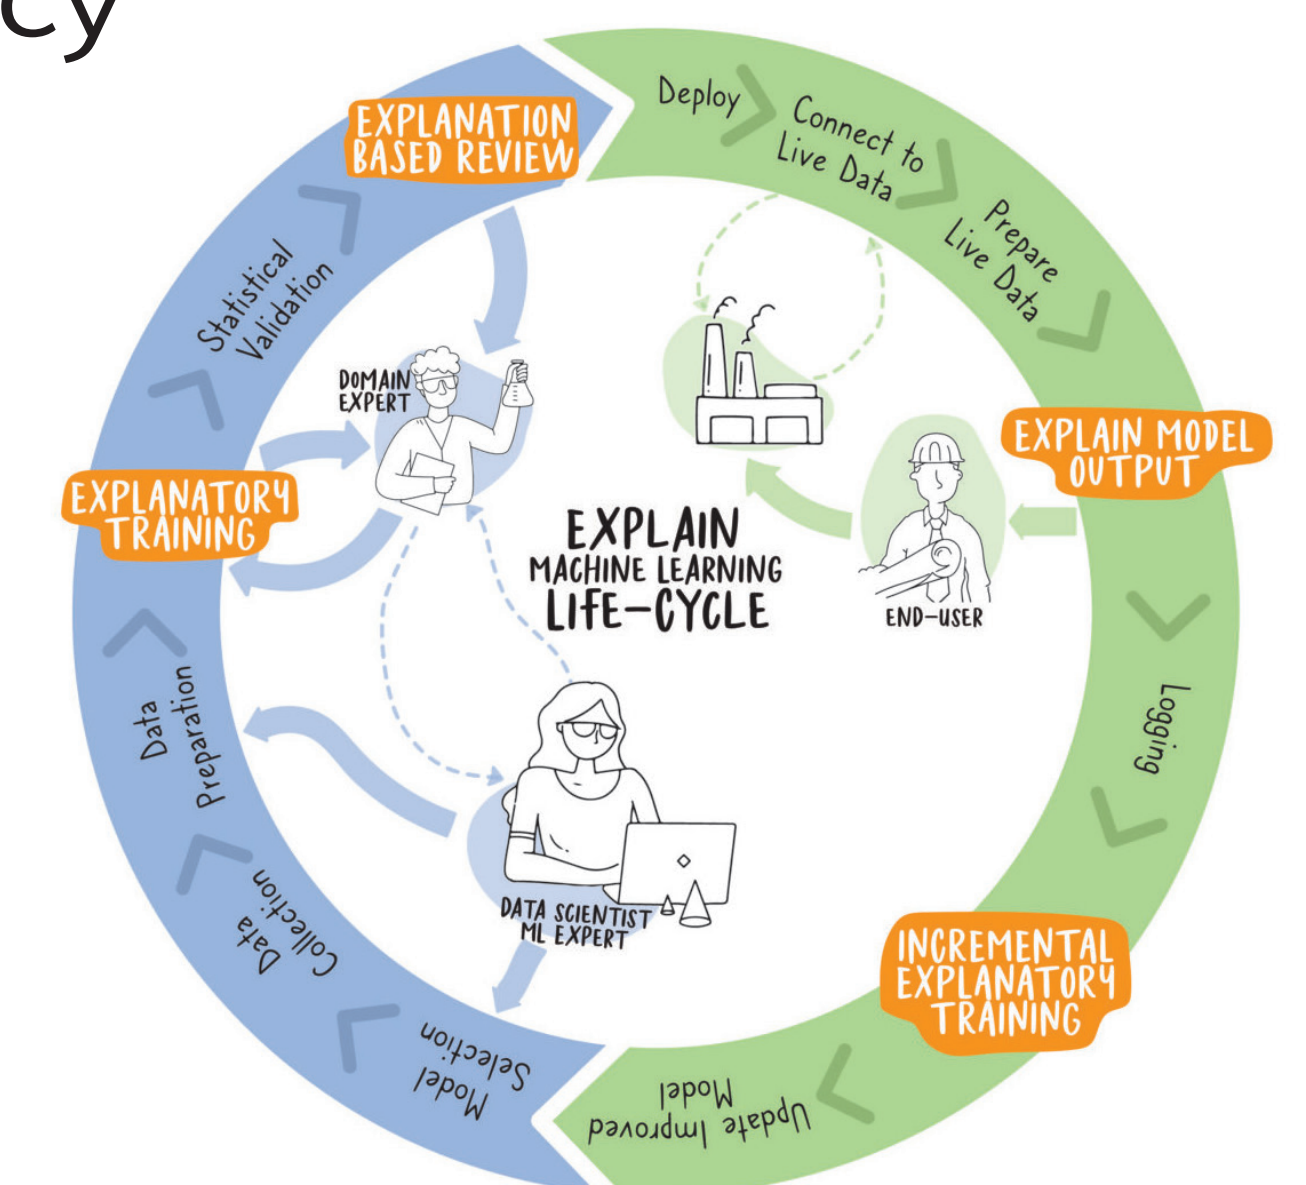 cy
EXPLANATION
BASED REVIEW
Deploy
Connect to
Live Data
Prepare
Live Data
EXPLAIN MODEL
OUTPUT
Logging
INCREMENTAL
EXPLANATORY
TRAINING
Update Improved
Model
Model
Selection
Data
Collection
Data
Preparation
EXPLANATORY
TRAINING
Statistical
Validation
DOMAIN
EXPERT
EXPLAIN
MACHINE LEARNING
LIFE-CYCLE
END-USER
DATA SCIENTIST
ML EXPERT